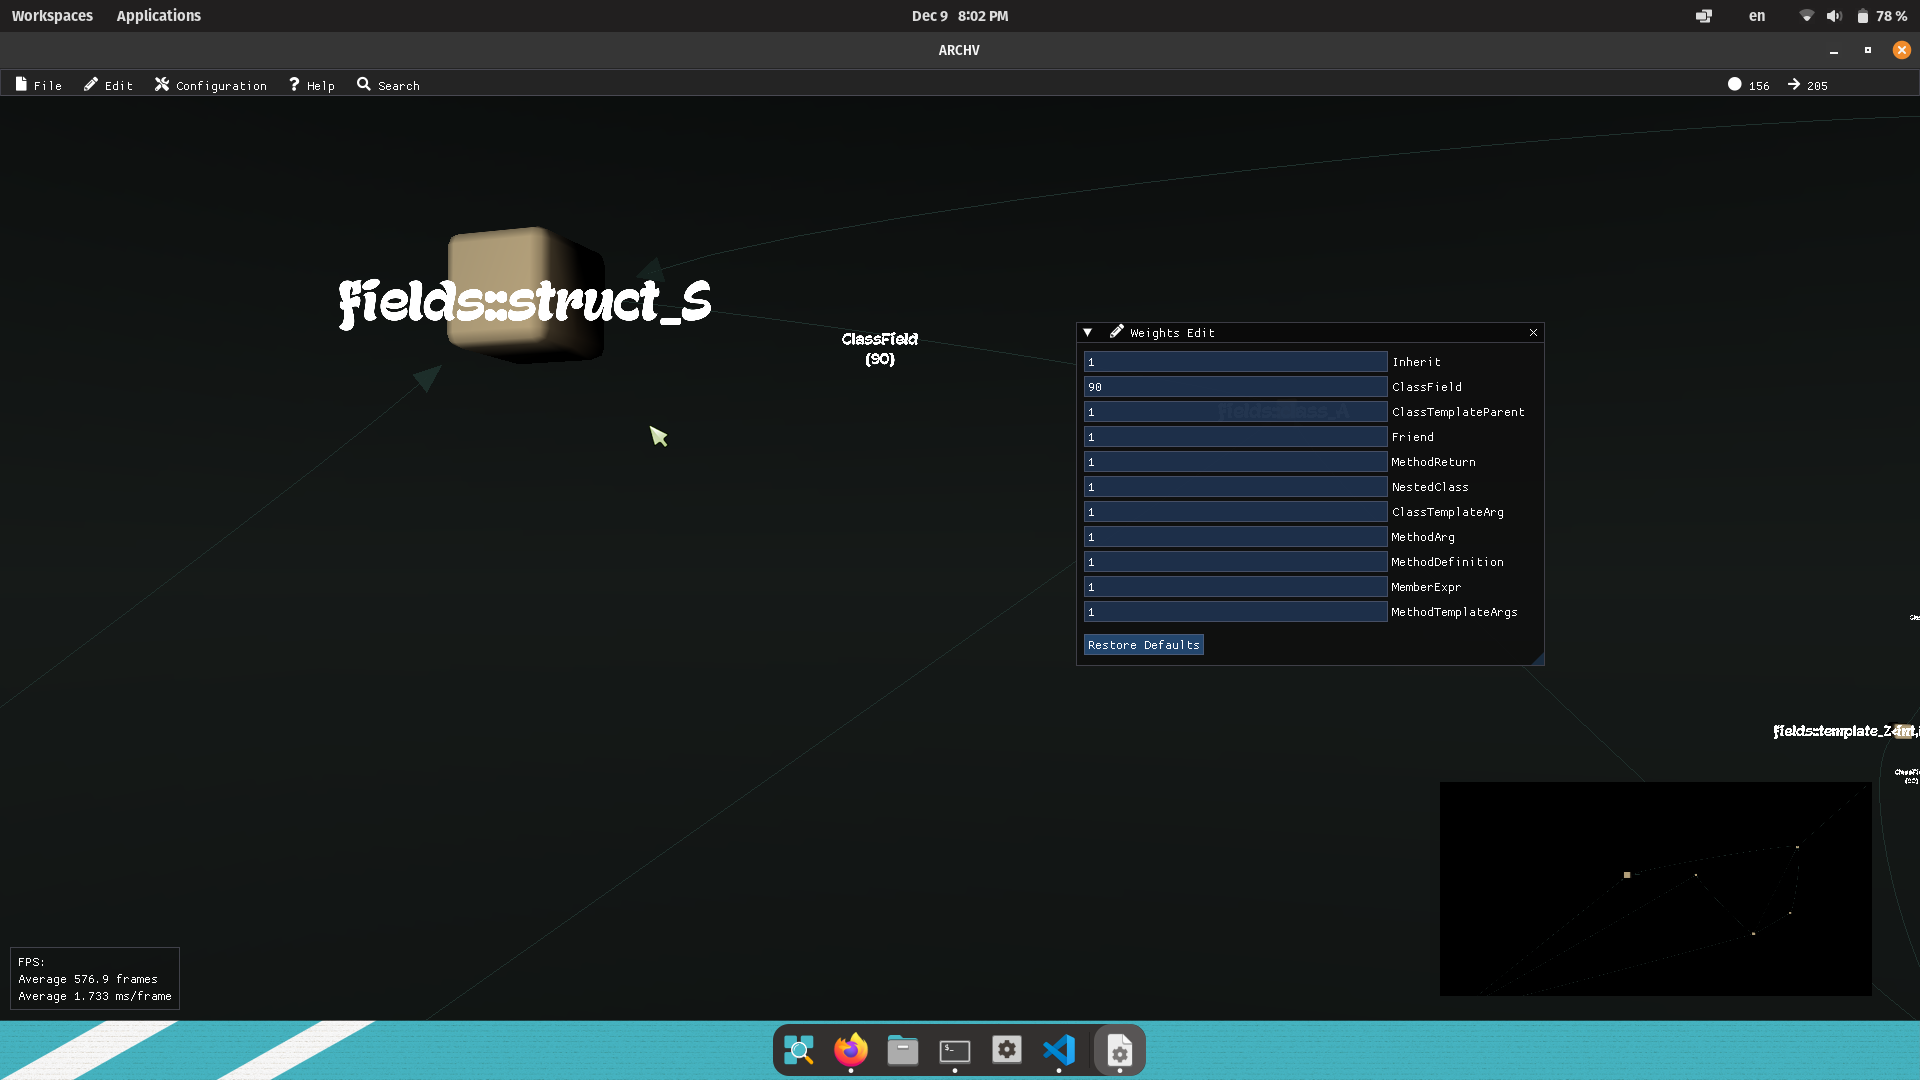 Workspaces Applications Dec 9 8:02 PM en 78 %
ARCHV
File Edit Configuration Help Search 156 205
fields::struct_S
ClassField
(90)
Weights Edit
1 Inherit
90 ClassField
fields::class_A
1 ClassTemplateParent
1 Friend
1 MethodReturn
1 NestedClass
1 ClassTemplateArg
1 MethodArg
1 MethodDefinition
1 MemberExpr
1 MethodTemplateArgs
Restore Defaults
fields::template_Z<int,
FPS:
Average 576.9 frames
Average 1.733 ms/frame